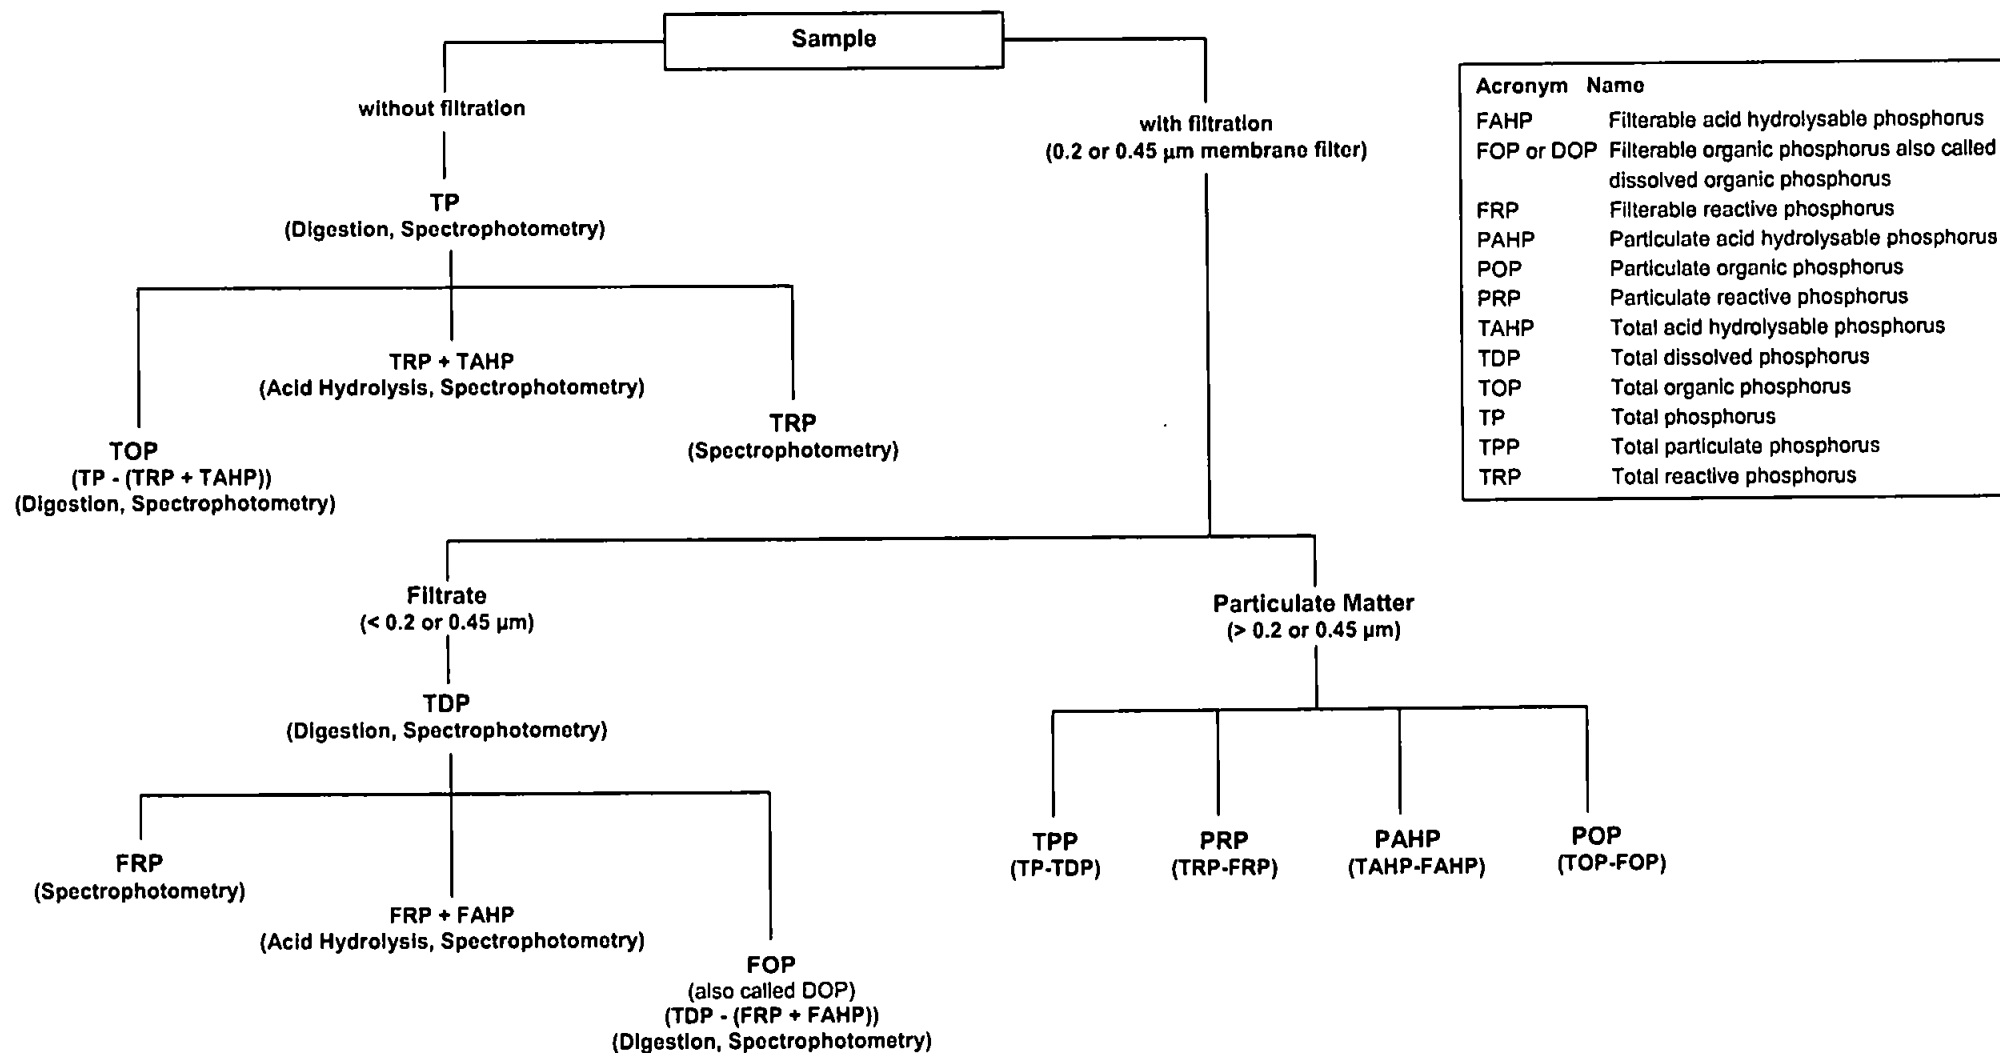 Sample
without filtration
with filtration
(0.2 or 0.45 µm membrane filter)
TP
(Digestion, Spectrophotometry)
TRP + TAHP
(Acid Hydrolysis, Spectrophotometry)
TRP
(Spectrophotometry)
TOP
(TP - (TRP + TAHP))
(Digestion, Spectrophotometry)
Acronym Name
FAHP Filterable acid hydrolysable phosphorus
FOP or DOP Filterable organic phosphorus also called
dissolved organic phosphorus
FRP Filterable reactive phosphorus
PAHP Particulate acid hydrolysable phosphorus
POP Particulate organic phosphorus
PRP Particulate reactive phosphorus
TAHP Total acid hydrolysable phosphorus
TDP Total dissolved phosphorus
TOP Total organic phosphorus
TP Total phosphorus
TPP Total particulate phosphorus
TRP Total reactive phosphorus
Filtrate
(< 0.2 or 0.45 µm)
TDP
(Digestion, Spectrophotometry)
FRP
(Spectrophotometry)
FRP + FAHP
(Acid Hydrolysis, Spectrophotometry)
FOP
(also called DOP)
(TDP - (FRP + FAHP))
(Digestion, Spectrophotometry)
Particulate Matter
(> 0.2 or 0.45 µm)
TPP
(TP-TDP)
PRP
(TRP-FRP)
PAHP
(TAHP-FAHP)
POP
(TOP-FOP)